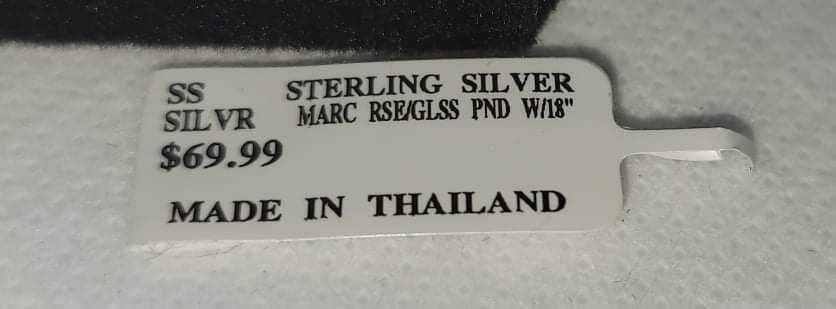 SS STERLING SILVER
SILVR MARC RSE/GLSS PND W/18"
$69.99
MADE IN THAILAND